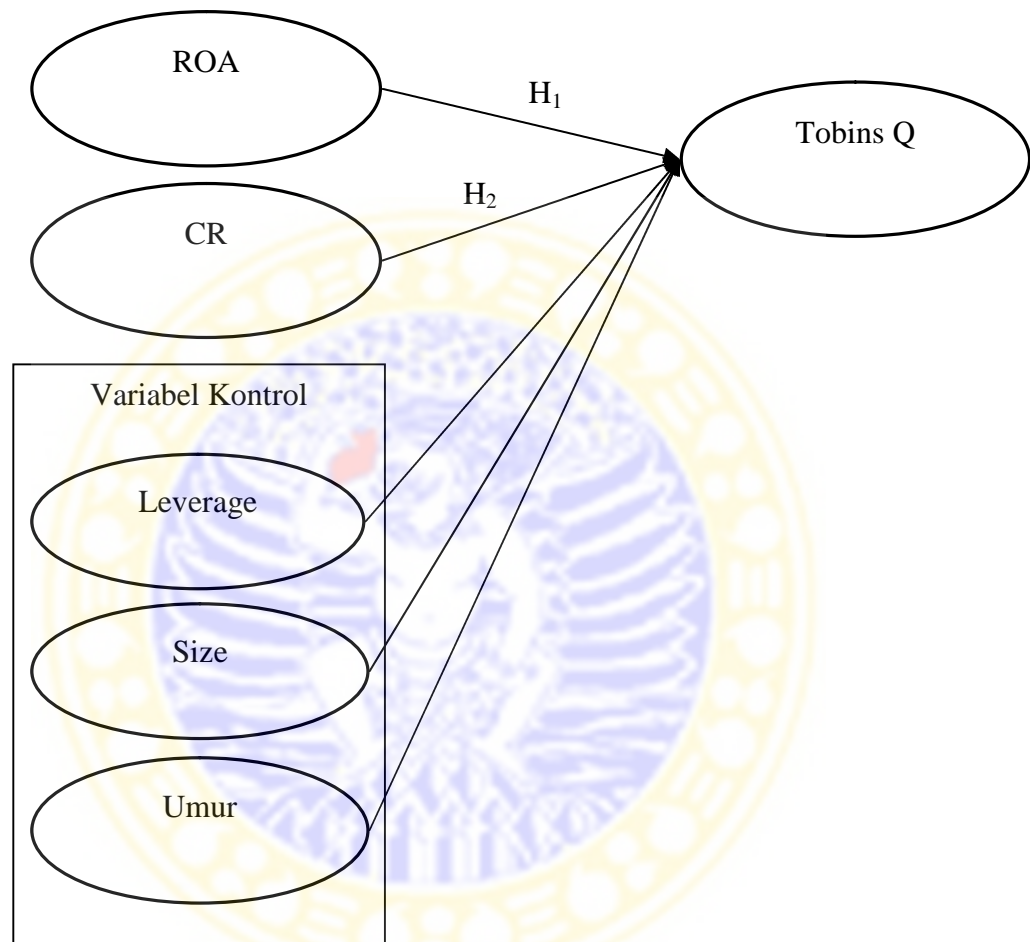 ROA
H₁
Tobins Q
H₂
CR
Variabel Kontrol
Leverage
Size
Umur